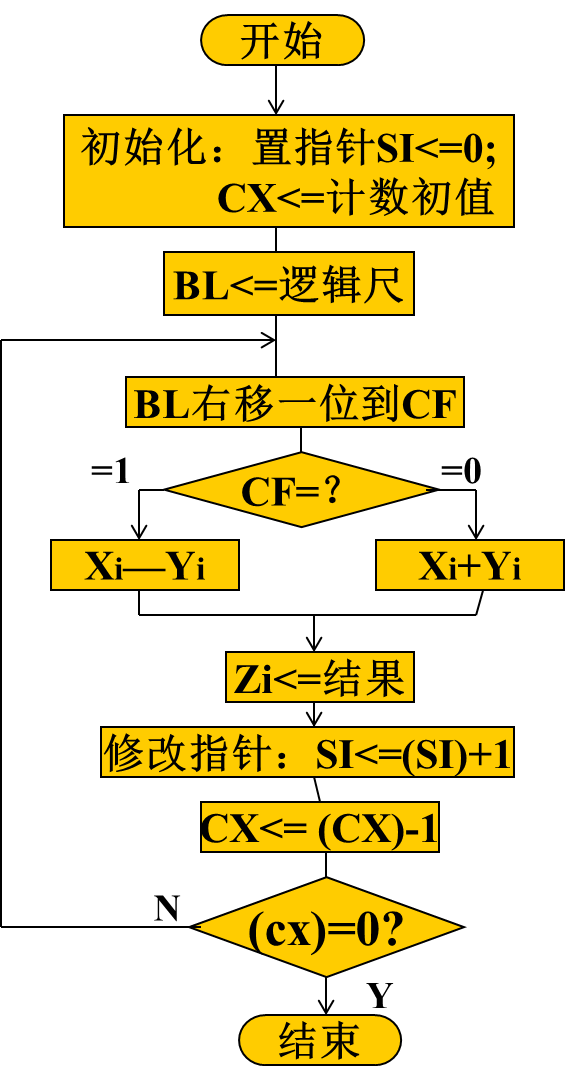 开始
初始化：置指针SI<=0;
CX<=计数初值
BL<=逻辑尺
BL右移一位到CF
=1
CF=?
=0
Xi—Yi
Xi+Yi
Zi<=结果
修改指针：SI<=(SI)+1
CX<= (CX)-1
N
(cx)=0?
Y
结束